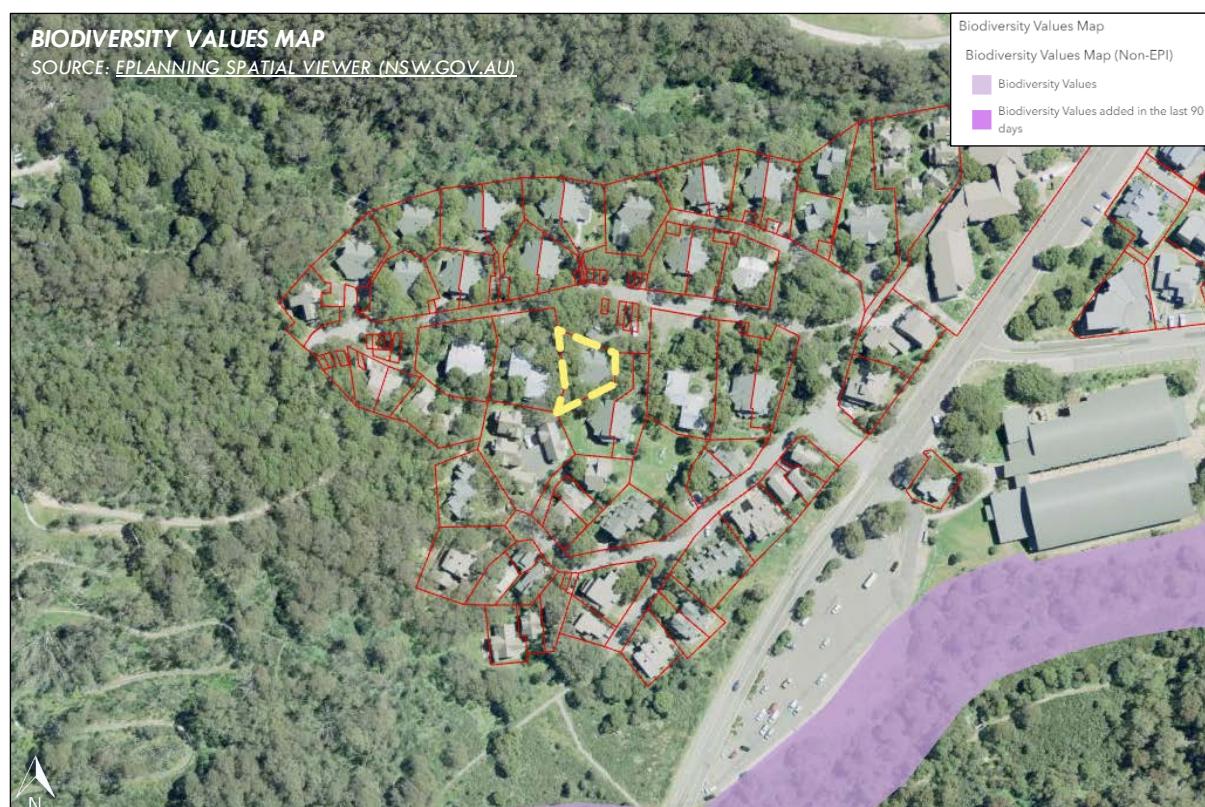 BIODIVERSITY VALUES MAP
SOURCE: EPLANNING SPATIAL VIEWER (NSW.GOV.AU)
Biodiversity Values Map
Biodiversity Values Map (Non-EPI)
Biodiversity Values
Biodiversity Values added in the last 90
days
N